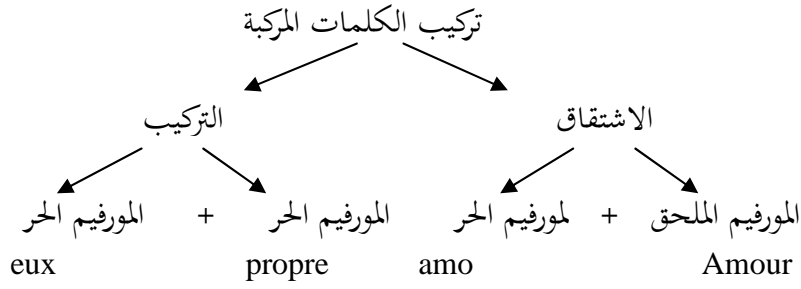 تركيب الكلمات المركبة
الاشتقاق التركيب
المورفيم الملحق + لمورفيم الحر المورفيم الحر + المورفيم الحر
eux propre amo Amour